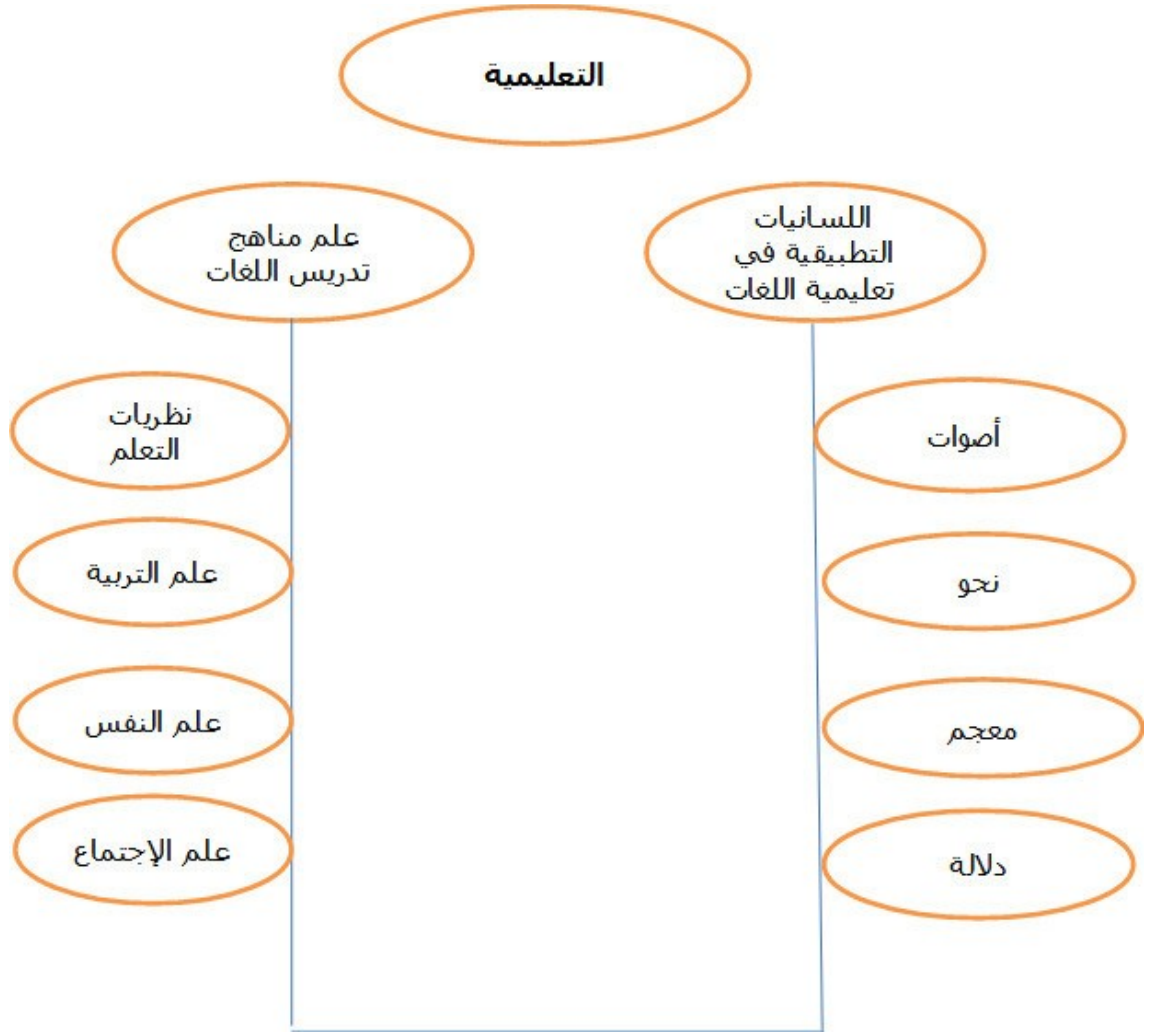 التعليمية
اللسانيات
التطبيقية في
تعليمية اللغات
علم مناهج
تدريس اللغات
أصوات
نظريات
التعلم
نحو
علم التربية
معجم
علم النفس
دلالة
علم الإجتماع